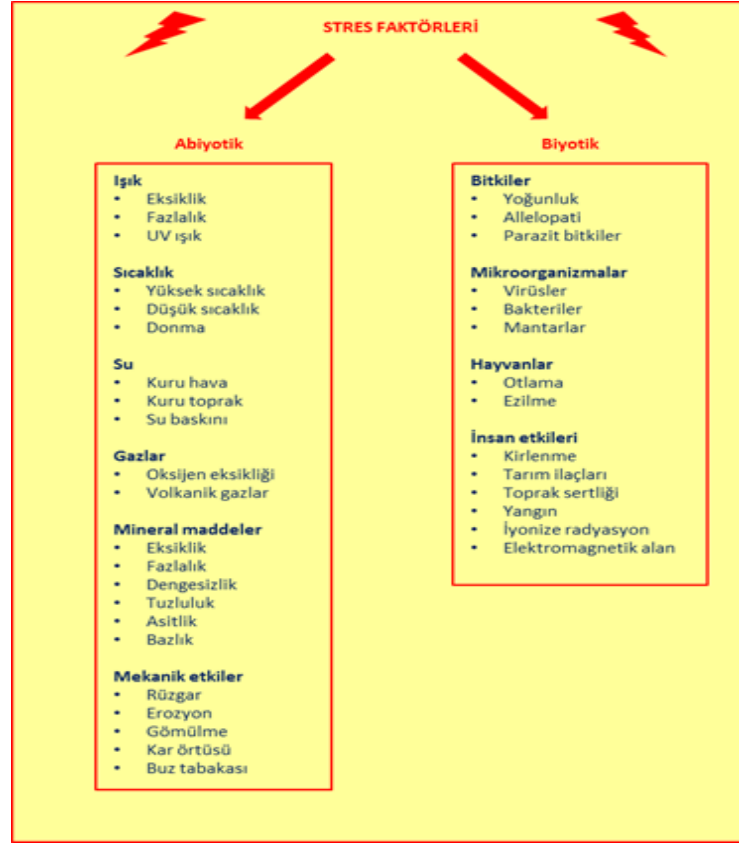 STRES FAKTÖRLERİ
Abiyotik
Işık
• Eksiklik
• Fazlalık
• UV ışık
Sıcaklık
• Yüksek sıcaklık
• Düşük sıcaklık
• Donma
Su
• Kuru hava
• Kuru toprak
• Su baskını
Gazlar
• Oksijen eksikliği
• Volkanik gazlar
Mineral maddeler
• Eksiklik
• Fazlalık
• Dengesizlik
• Tuzluluk
• Asitlik
• Bazlık
Mekanik etkiler
• Rüzgar
• Erozyon
• Gömülme
• Kar örtüsü
• Buz tabakası
Biyotik
Bitkiler
• Yoğunluk
• Allelopati
• Parazit bitkiler
Mikroorganizmalar
• Virüsler
• Bakteriler
• Mantarlar
Hayvanlar
• Otlama
• Ezilme
İnsan etkileri
• Kirlenme
• Tarım ilaçları
• Toprak sertliği
• Yangın
• İyonize radyasyon
• Elektromagnetik alan